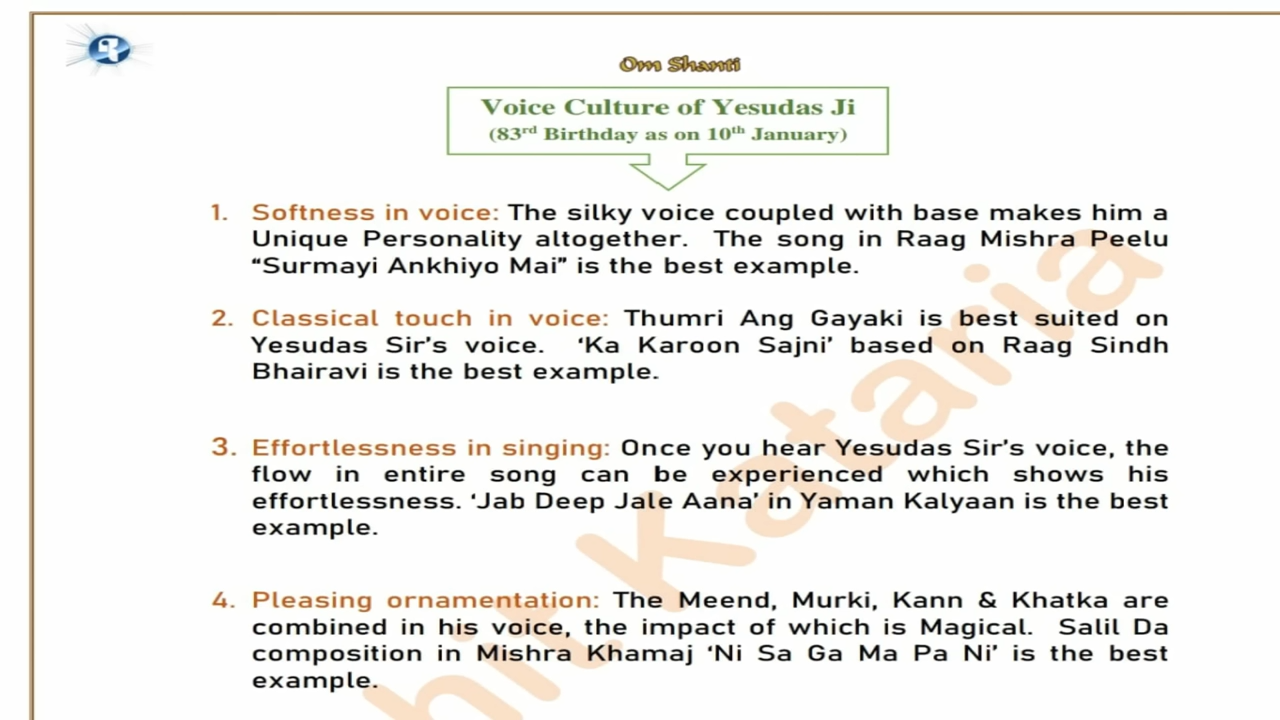 Om Shanti
Voice Culture of Yesudas Ji
(83rd Birthday as on 10th January)
1. Softness in voice: The silky voice coupled with base makes him a
Unique Personality altogether. The song in Raag Mishra Peelu
“Surmayi Ankhiyo Mai” is the best example.
2. Classical touch in voice: Thumri Ang Gayaki is best suited on
Yesudas Sir’s voice. ‘Ka Karoon Sajni’ based on Raag Sindh
Bhairavi is the best example.
3. Effortlessness in singing: Once you hear Yesudas Sir’s voice, the
flow in entire song can be experienced which shows his
effortlessness. ‘Jab Deep Jale Aana’ in Yaman Kalyaan is the best
example.
4. Pleasing ornamentation: The Meend, Murki, Kann & Khatka are
combined in his voice, the impact of which is Magical. Salil Da
composition in Mishra Khamaj ‘Ni Sa Ga Ma Pa Ni’ is the best
example.
hit Kataria